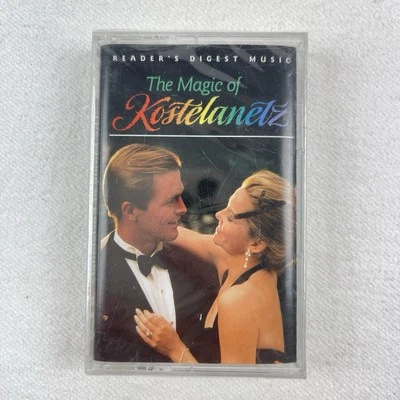 READER'S DIGEST MUSIC
The Magic of
Kostelanetz